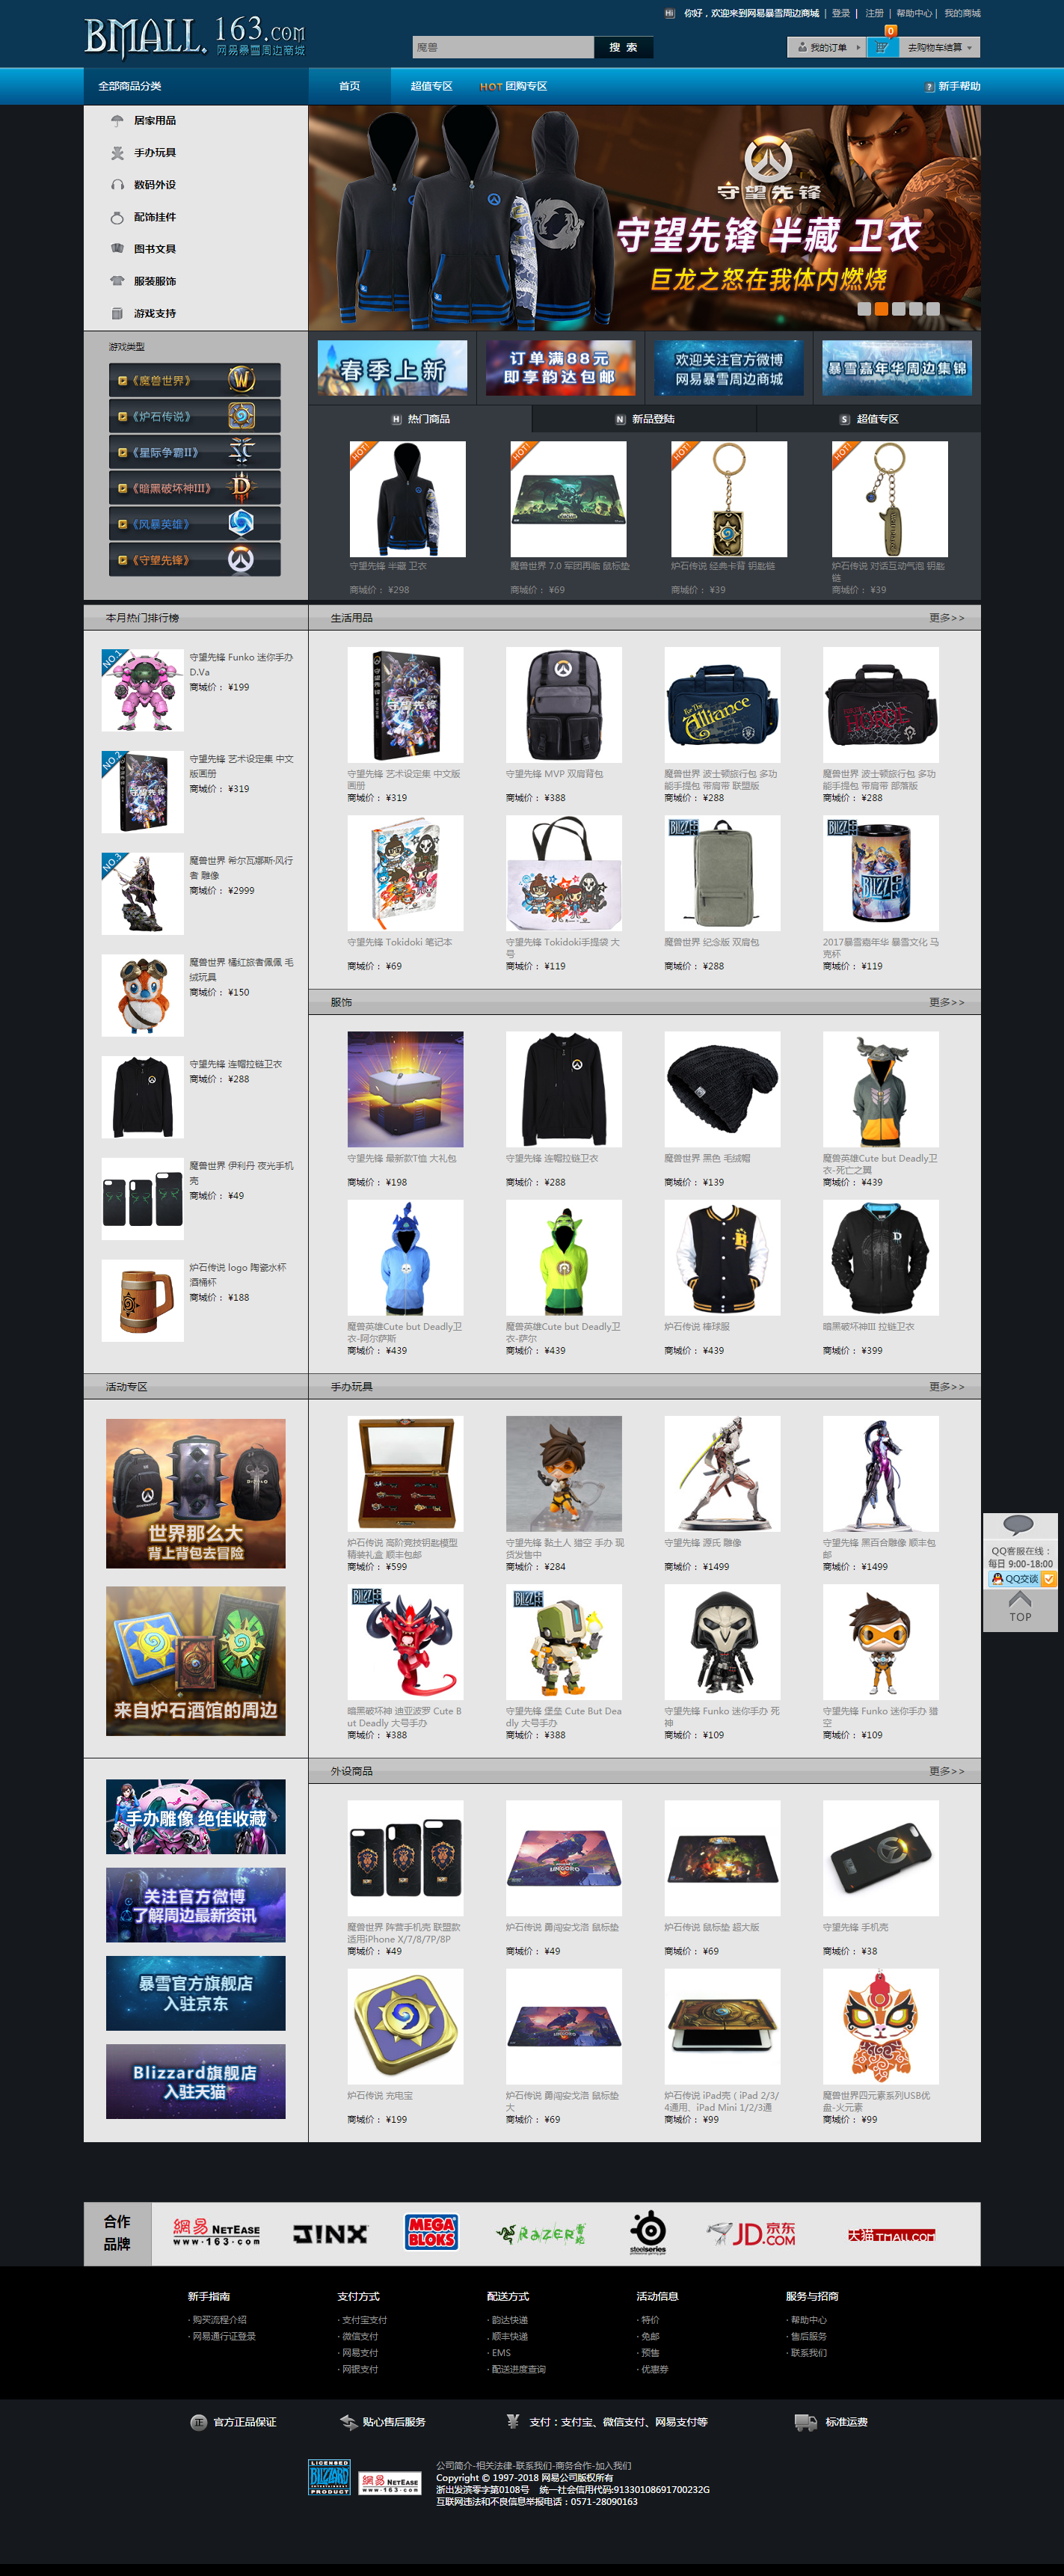 BMALL.163.com
网易暴雪周边商城
Hi 你好,欢迎来到网易暴雪周边商城 | 登录 | 注册 | 帮助中心 | 我的商城
魔兽
搜 索
0
我的订单
去购物车结算
全部商品分类
首页
超值专区
HOT 团购专区
? 新手帮助
居家用品
手办玩具
数码外设
配饰挂件
图书文具
服装服饰
游戏支持
守望先锋
守望先锋 半藏 卫衣
巨龙之怒在我体内燃烧
游戏类型
《魔兽世界》
《炉石传说》
《星际争霸II》
《暗黑破坏神III》
《风暴英雄》
《守望先锋》
春季上新
订单满88元
即享韵达包邮
欢迎关注官方微博
网易暴雪周边商城
暴雪嘉年华周边集锦
H 热门商品
N 新品登陆
S 超值专区
HOT!
HOT!
HOT!
HOT!
守望先锋 半藏 卫衣
商城价: ¥298
魔兽世界 7.0 军团再临 鼠标垫
商城价: ¥69
炉石传说 经典卡背 钥匙链
商城价: ¥39
炉石传说 对话互动气泡 钥匙
链
商城价: ¥39
本月热门排行榜
NO.1
守望先锋 Funko 迷你手办
D.Va
商城价: ¥199
NO.2
守望先锋 艺术设定集 中文
版画册
商城价: ¥319
NO.3
魔兽世界 希尔瓦娜斯·风行
者 雕像
商城价: ¥2999
魔兽世界 橘红旅者佩佩 毛
绒玩具
商城价: ¥150
守望先锋 连帽拉链卫衣
商城价: ¥288
魔兽世界 伊利丹 夜光手机
壳
商城价: ¥49
炉石传说 logo 陶瓷水杯
酒桶杯
商城价: ¥188
生活用品
更多>>
守望先锋 艺术设定集 中文版
画册
商城价: ¥319
守望先锋 MVP 双肩背包
商城价: ¥388
For The
Alliance
魔兽世界 波士顿旅行包 多功
能手提包 带肩带 联盟版
商城价: ¥288
HORDE
魔兽世界 波士顿旅行包 多功
能手提包 带肩带 部落版
商城价: ¥288
守望先锋 Tokidoki 笔记本
商城价: ¥69
守望先锋 Tokidoki手提袋 大
号
商城价: ¥119
魔兽世界 纪念版 双肩包
商城价: ¥288
2017暴雪嘉年华 暴雪文化 马
克杯
商城价: ¥119
服饰
更多>>
守望先锋 最新款T恤 大礼包
商城价: ¥198
守望先锋 连帽拉链卫衣
商城价: ¥288
魔兽世界 黑色 毛绒帽
商城价: ¥139
魔兽英雄Cute but Deadly卫
衣-死亡之翼
商城价: ¥439
魔兽英雄Cute but Deadly卫
衣-阿尔萨斯
商城价: ¥439
魔兽英雄Cute but Deadly卫
衣-萨尔
商城价: ¥439
炉石传说 棒球服
商城价: ¥439
暗黑破坏神III 拉链卫衣
商城价: ¥399
活动专区
世界那么大
背上背包去冒险
来自炉石酒馆的周边
手办玩具
更多>>
炉石传说 高阶竞技钥匙模型
精装礼盒 顺丰包邮
商城价: ¥599
守望先锋 黏土人 猎空 手办 现
货发售中
商城价: ¥284
守望先锋 源氏 雕像
商城价: ¥1499
守望先锋 黑百合雕像 顺丰包
邮
商城价: ¥1499
暗黑破坏神 迪亚波罗 Cute B
ut Deadly 大号手办
商城价: ¥388
守望先锋 堡垒 Cute But Dea
dly 大号手办
商城价: ¥388
守望先锋 Funko 迷你手办 死
神
商城价: ¥109
守望先锋 Funko 迷你手办 猎
空
商城价: ¥109
QQ客服在线:
每日 9:00-18:00
QQ交谈
TOP
手办雕像 绝佳收藏
关注官方微博
了解周边最新资讯
暴雪官方旗舰店
入驻京东
Blizzard旗舰店
入驻天猫
外设商品
更多>>
魔兽世界 阵营手机壳 联盟款
适用iPhone X/7/8/7P/8P
商城价: ¥49
炉石传说 勇闯安戈洛 鼠标垫
商城价: ¥49
炉石传说 鼠标垫 超大版
商城价: ¥69
守望先锋 手机壳
商城价: ¥38
炉石传说 充电宝
商城价: ¥199
炉石传说 勇闯安戈洛 鼠标垫
大
商城价: ¥69
炉石传说 iPad壳 ( iPad 2/3/
4通用、iPad Mini 1/2/3通
商城价: ¥99
魔兽世界四元素系列USB优
盘-火元素
商城价: ¥99
合作
品牌
網易 NETEASE
www.163.com
J!NX
MEGA
BLOKS
RAZER 雷蛇
steelseries
JD.京东
.COM
天猫 TMALL.COM
新手指南
· 购买流程介绍
· 网易通行证登录
支付方式
· 支付宝支付
· 微信支付
· 网易支付
· 网银支付
配送方式
· 韵达快递
. 顺丰快递
· EMS
· 配送进度查询
活动信息
· 特价
· 免邮
· 预售
· 优惠券
服务与招商
· 帮助中心
· 售后服务
· 联系我们
正 官方正品保证
贴心售后服务
¥ 支付:支付宝、微信支付、网易支付等
标准运费
LICENSED
BLIZZARD
PRODUCT
網易 NETEASE
www.163.com
公司简介-相关法律-联系我们-商务合作-加入我们
Copyright © 1997-2018 网易公司版权所有
浙出发滨零字第0108号 统一社会信用代码:91330108691700232G
互联网违法和不良信息举报电话:0571-28090163